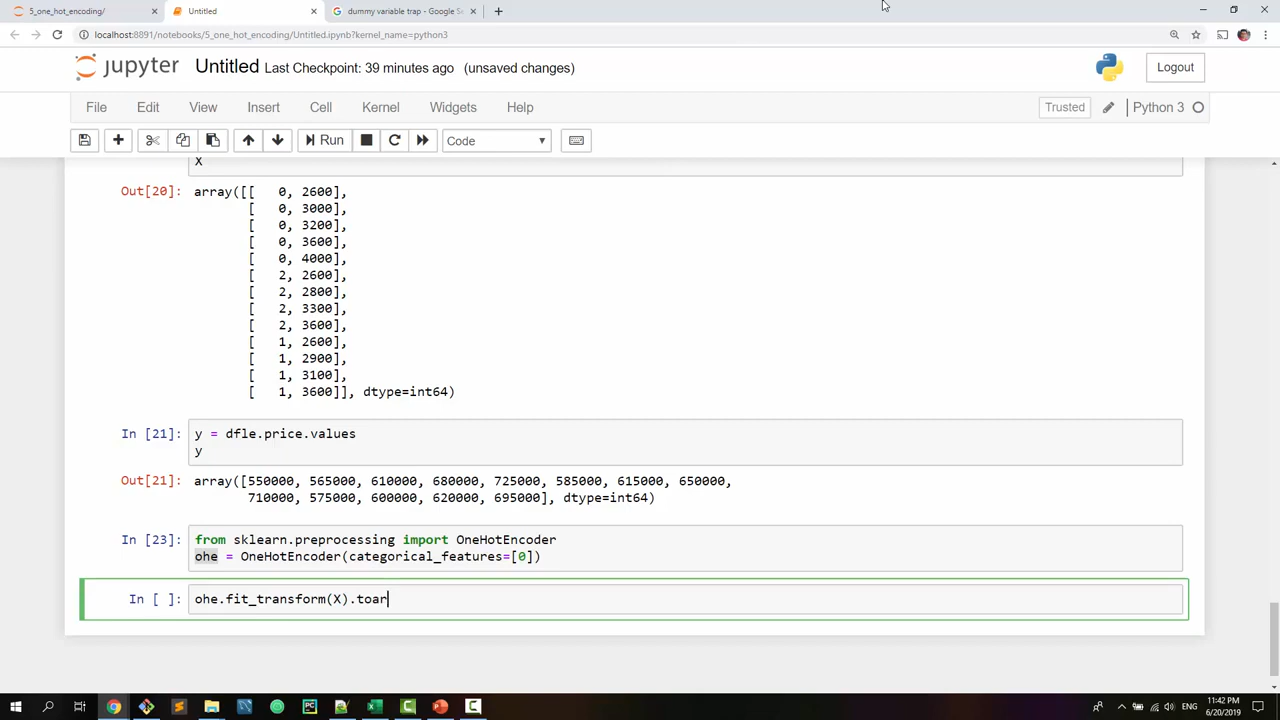 5_one_hot_encoding/
Untitled
dummy variable trap - Google Se
localhost:8891/notebooks/5_one_hot_encoding/Untitled.ipynb?kernel_name=python3
jupyter Untitled Last Checkpoint: 39 minutes ago (unsaved changes)
Logout
File Edit View Insert Cell Kernel Widgets Help
Trusted
Python 3
Run
Code
X
Out[20]: array([[   0, 2600],
[   0, 3000],
[   0, 3200],
[   0, 3600],
[   0, 4000],
[   2, 2600],
[   2, 2800],
[   2, 3300],
[   2, 3600],
[   1, 2600],
[   1, 2900],
[   1, 3100],
[   1, 3600]], dtype=int64)
In [21]: y = dfle.price.values
y
Out[21]: array([550000, 565000, 610000, 680000, 725000, 585000, 615000, 650000,
710000, 575000, 600000, 620000, 695000], dtype=int64)
In [23]: from sklearn.preprocessing import OneHotEncoder
ohe = OneHotEncoder(categorical_features=[0])
In [ ]: ohe.fit_transform(X).toar
11:42 PM
6/20/2019